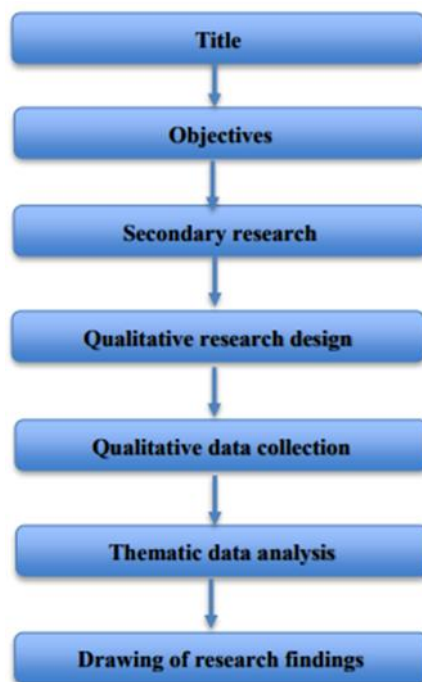 Title
Objectives
Secondary research
Qualitative research design
Qualitative data collection
Thematic data analysis
Drawing of research findings